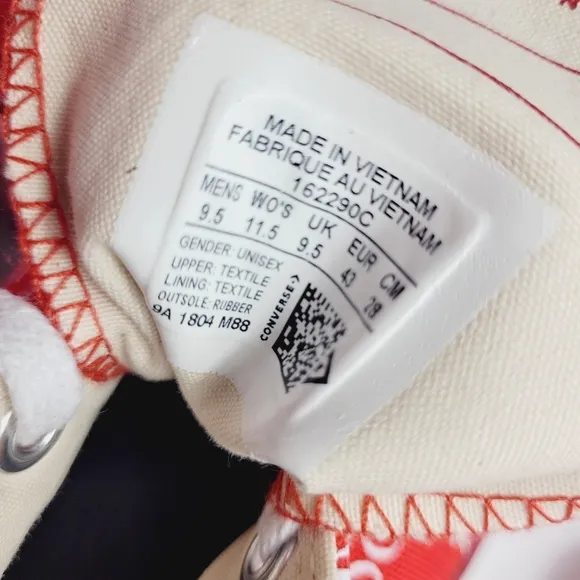 MADE IN VIETNAM
FABRIQUE AU VIETNAM
162290C
MENS WO'S UK EUR CM
9.5 11.5 9.5 43 28
GENDER: UNISEX
UPPER: TEXTILE
LINING: TEXTILE
OUTSOLE: RUBBER
9A 1804 M88
CONVERSE